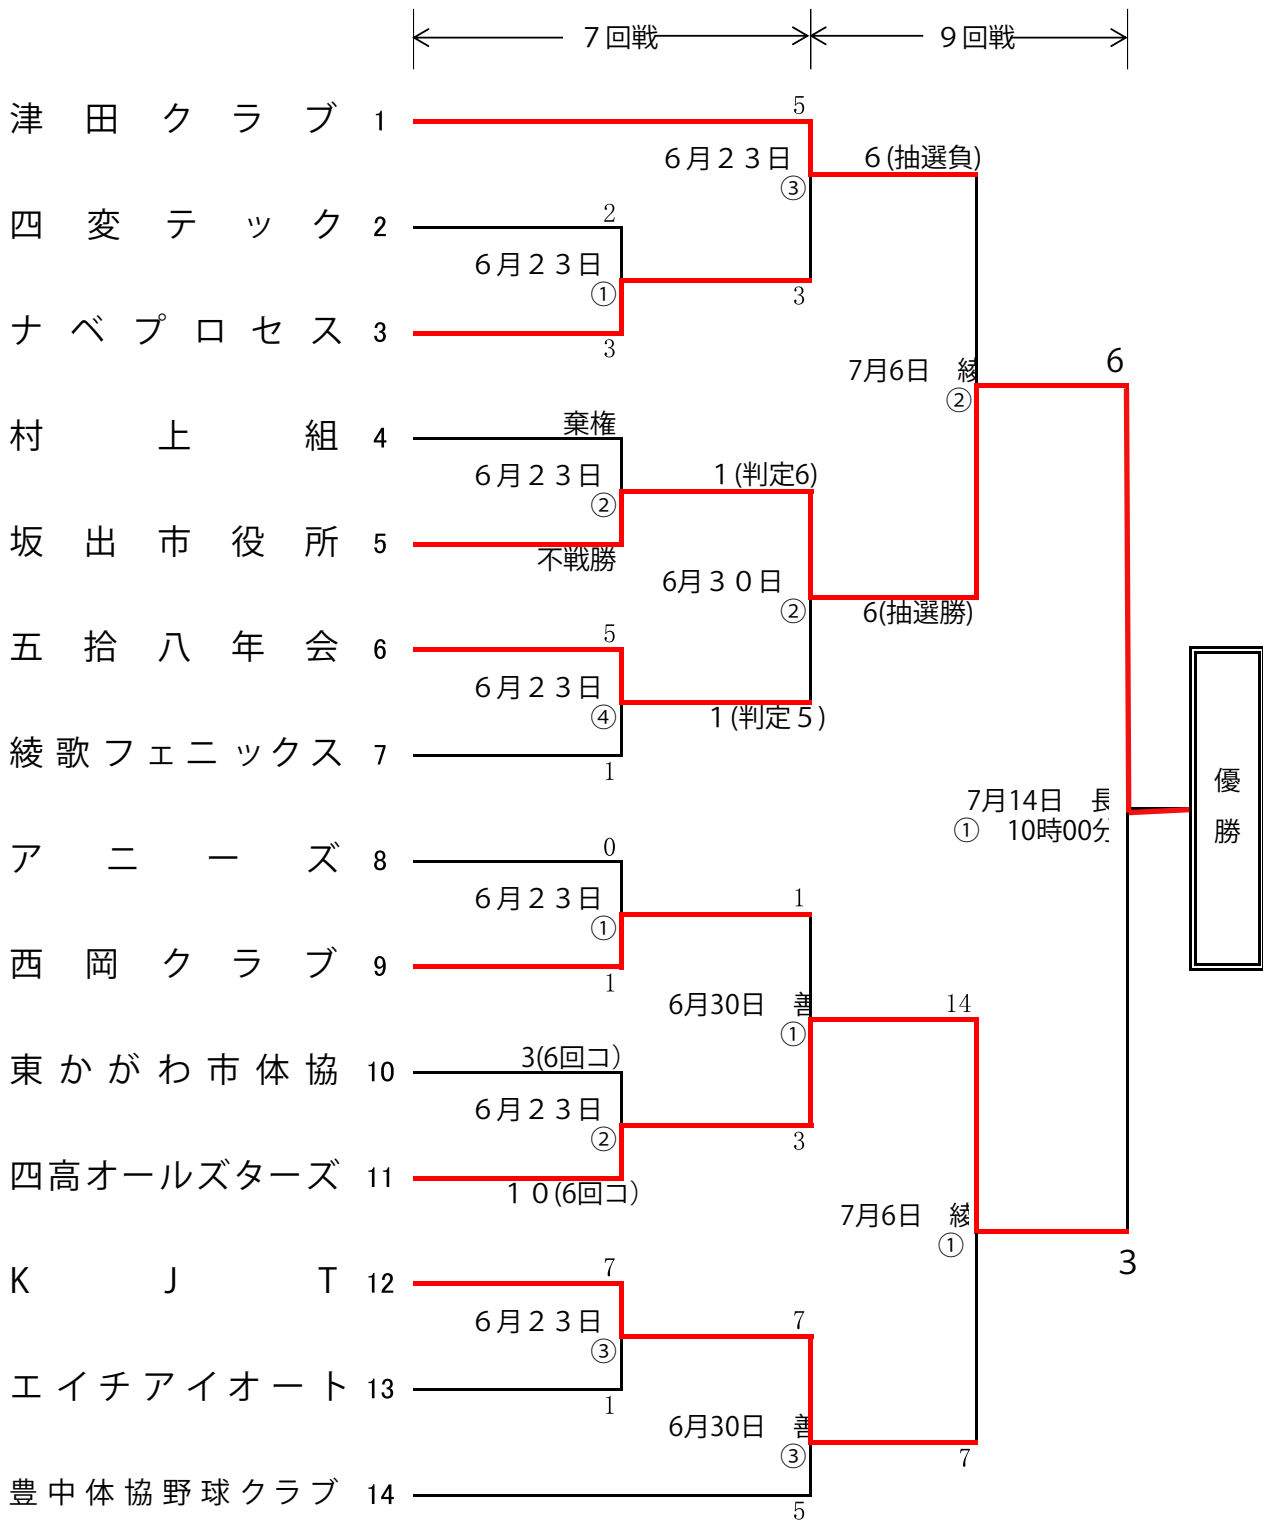 ７回戦 ９回戦
津田クラブ 1 5
６月２３日 ６(抽選負)
③
四変テック 2 2
６月２３日
①
3
ナベプロセス 3 3
7月6日
② 6
村上組 4 棄権
６月２３日 １(判定6)
②
坂出市役所 5 不戦勝
6月３０日
② 6(抽選勝)
五拾八年会 6 5
６月２３日
④ １(判定５)
綾歌フェニックス 7 1
7月14日
① 10時00分
優勝
アニーズ 8 0
６月２３日 1
①
西岡クラブ 9 1
6月30日 14
①
東かがわ市体協 10 3(6回コ）
６月２３日
② 3
四高オールズターズ 11 １０(6回コ）
7月6日
① 3
KJT 12 7
６月２３日 7
③
エイチアイオート 13 1
6月30日
③ 7
豊中体協野球クラブ 14 5